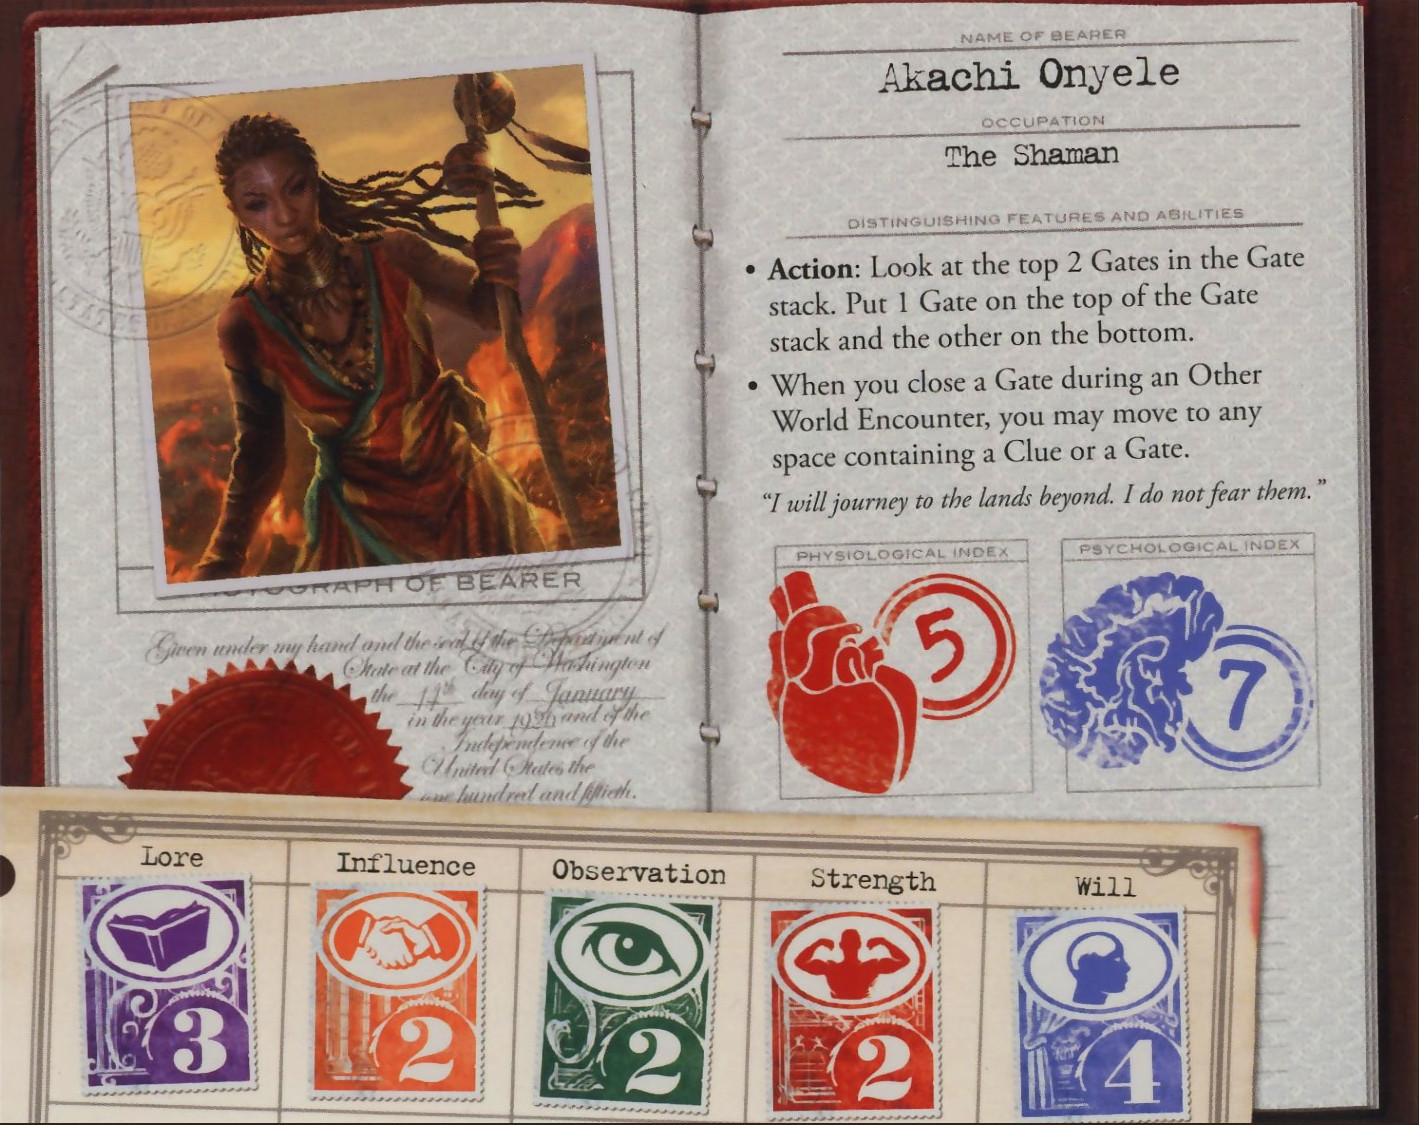 PHOTOGRAPH OF BEARER
Given under my hand and the seal of the Department of
State at the City of Washington
the 14th day of January
in the year and of the
Independence of the
United States the
one hundred and fiftieth.
NAME OF BEARER
Akachi Onyele
OCCUPATION
The Shaman
DISTINGUISHING FEATURES AND ABILITIES
• Action: Look at the top 2 Gates in the Gate
stack. Put 1 Gate on the top of the Gate
stack and the other on the bottom.
• When you close a Gate during an Other
World Encounter, you may move to any
space containing a Clue or a Gate.
“I will journey to the lands beyond. I do not fear them.”
PHYSIOLOGICAL INDEX
PSYCHOLOGICAL INDEX
5
7
Lore
Influence
Observation
Strength
Will
3
2
2
2
4